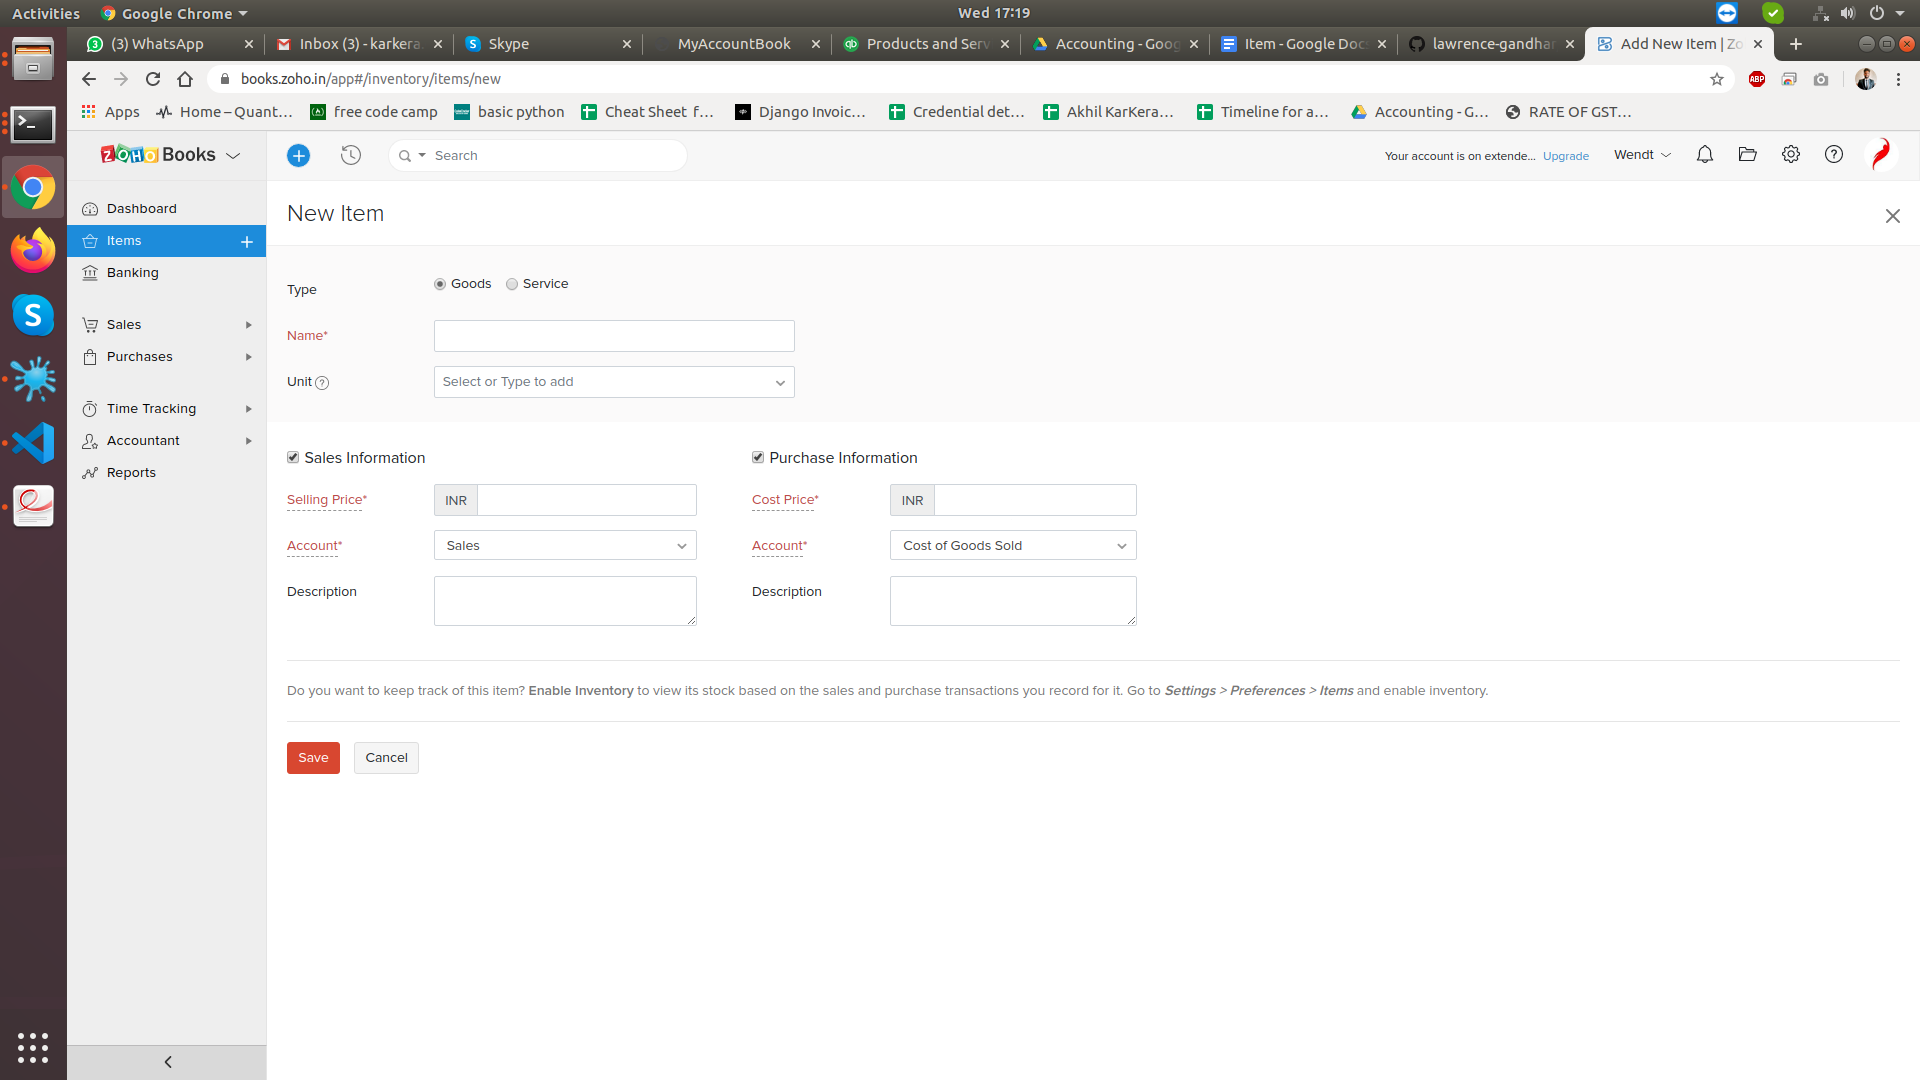 Activities
Google Chrome
Wed 17:19
(3) WhatsApp
Inbox (3) - karkera.
Skype
MyAccountBook
Products and Serv
Accounting - Goog
Item - Google Doc
lawrence-gandhar
Add New Item | Zo
books.zoho.in/app#/inventory/items/new
ABP
Apps
Home – Quant…
free code camp
basic python
Cheat Sheet f…
Django Invoic…
Credential det…
Akhil KarKera…
Timeline for a…
Accounting - G…
RATE OF GST…
ZOHO Books
Search
Your account is on extende...
Upgrade
Wendt
Dashboard
Items
Banking
Sales
Purchases
Time Tracking
Accountant
Reports
New Item
Type
Goods
Service
Name*
Unit
Select or Type to add
Sales Information
Purchase Information
Selling Price*
INR
Cost Price*
INR
Account*
Sales
Account*
Cost of Goods Sold
Description
Description
Do you want to keep track of this item? Enable Inventory to view its stock based on the sales and purchase transactions you record for it. Go to Settings > Preferences > Items and enable inventory.
Save
Cancel